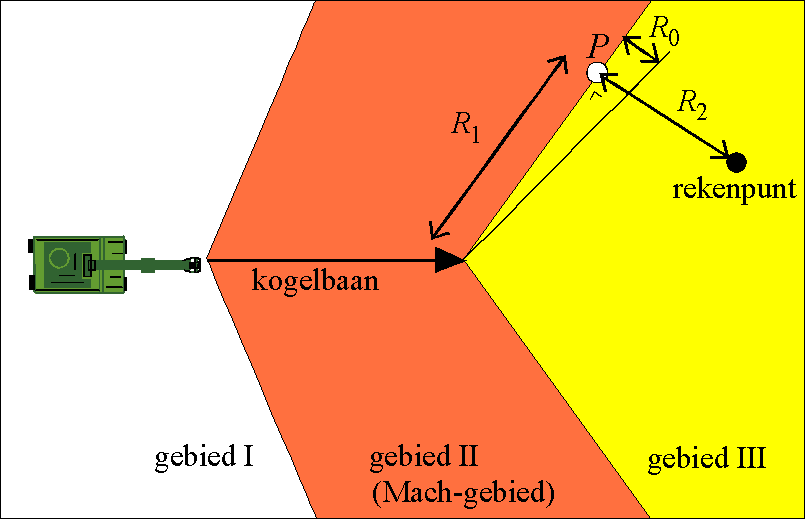 P
R0
R1
R2
rekenpunt
kogelbaan
gebied I
gebied II
(Mach-gebied)
gebied III